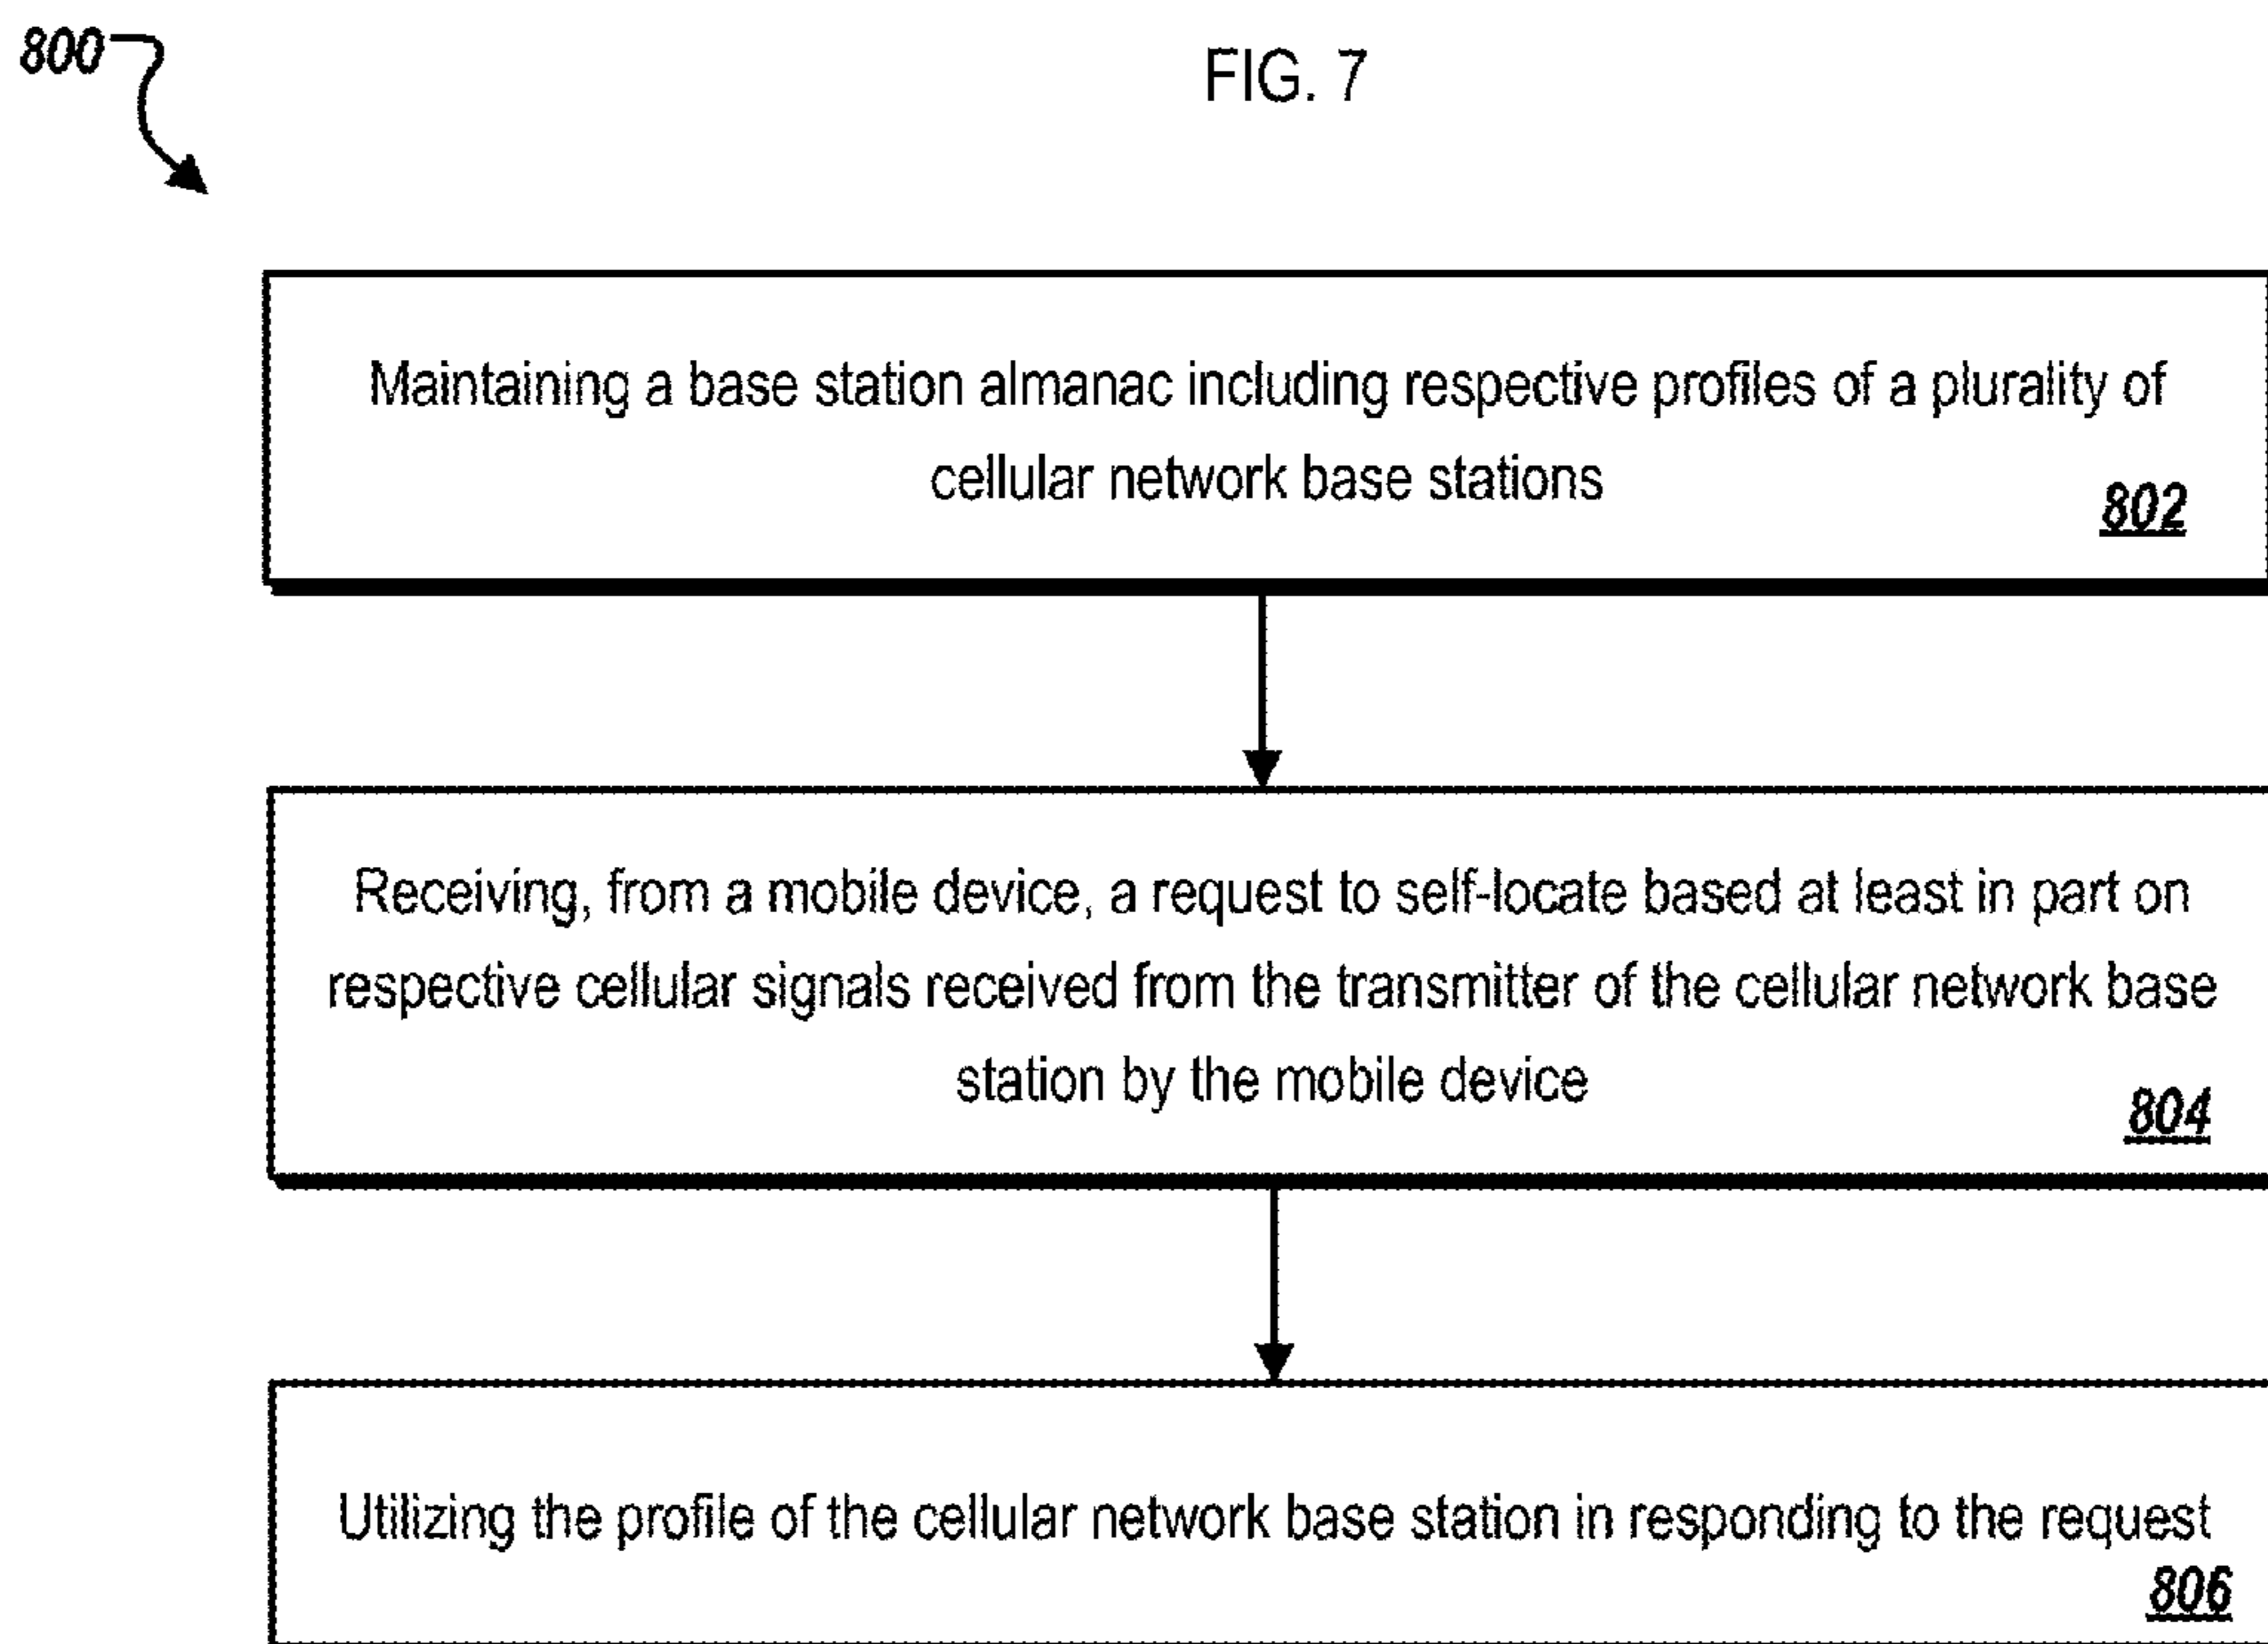 800
FIG. 7
Maintaining a base station almanac including respective profiles of a plurality of
cellular network base stations
802
Receiving, from a mobile device, a request to self-locate based at least in part on
respective cellular signals received from the transmitter of the cellular network base
station by the mobile device
804
Utilizing the profile of the cellular network base station in responding to the request
806